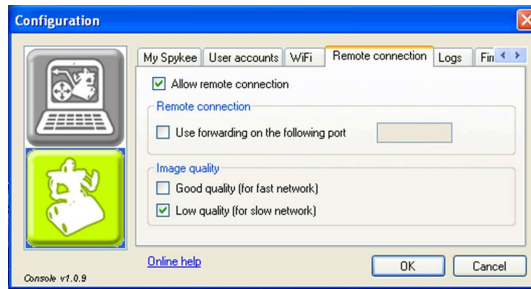 Configuration
My Spykee User accounts WiFi Remote connection Logs
Allow remote connection
Remote connection
Use forwarding on the following port
Image quality
Good quality (for fast network)
Low quality (for slow network)
Online help
OK Cancel
Console v1.0.9